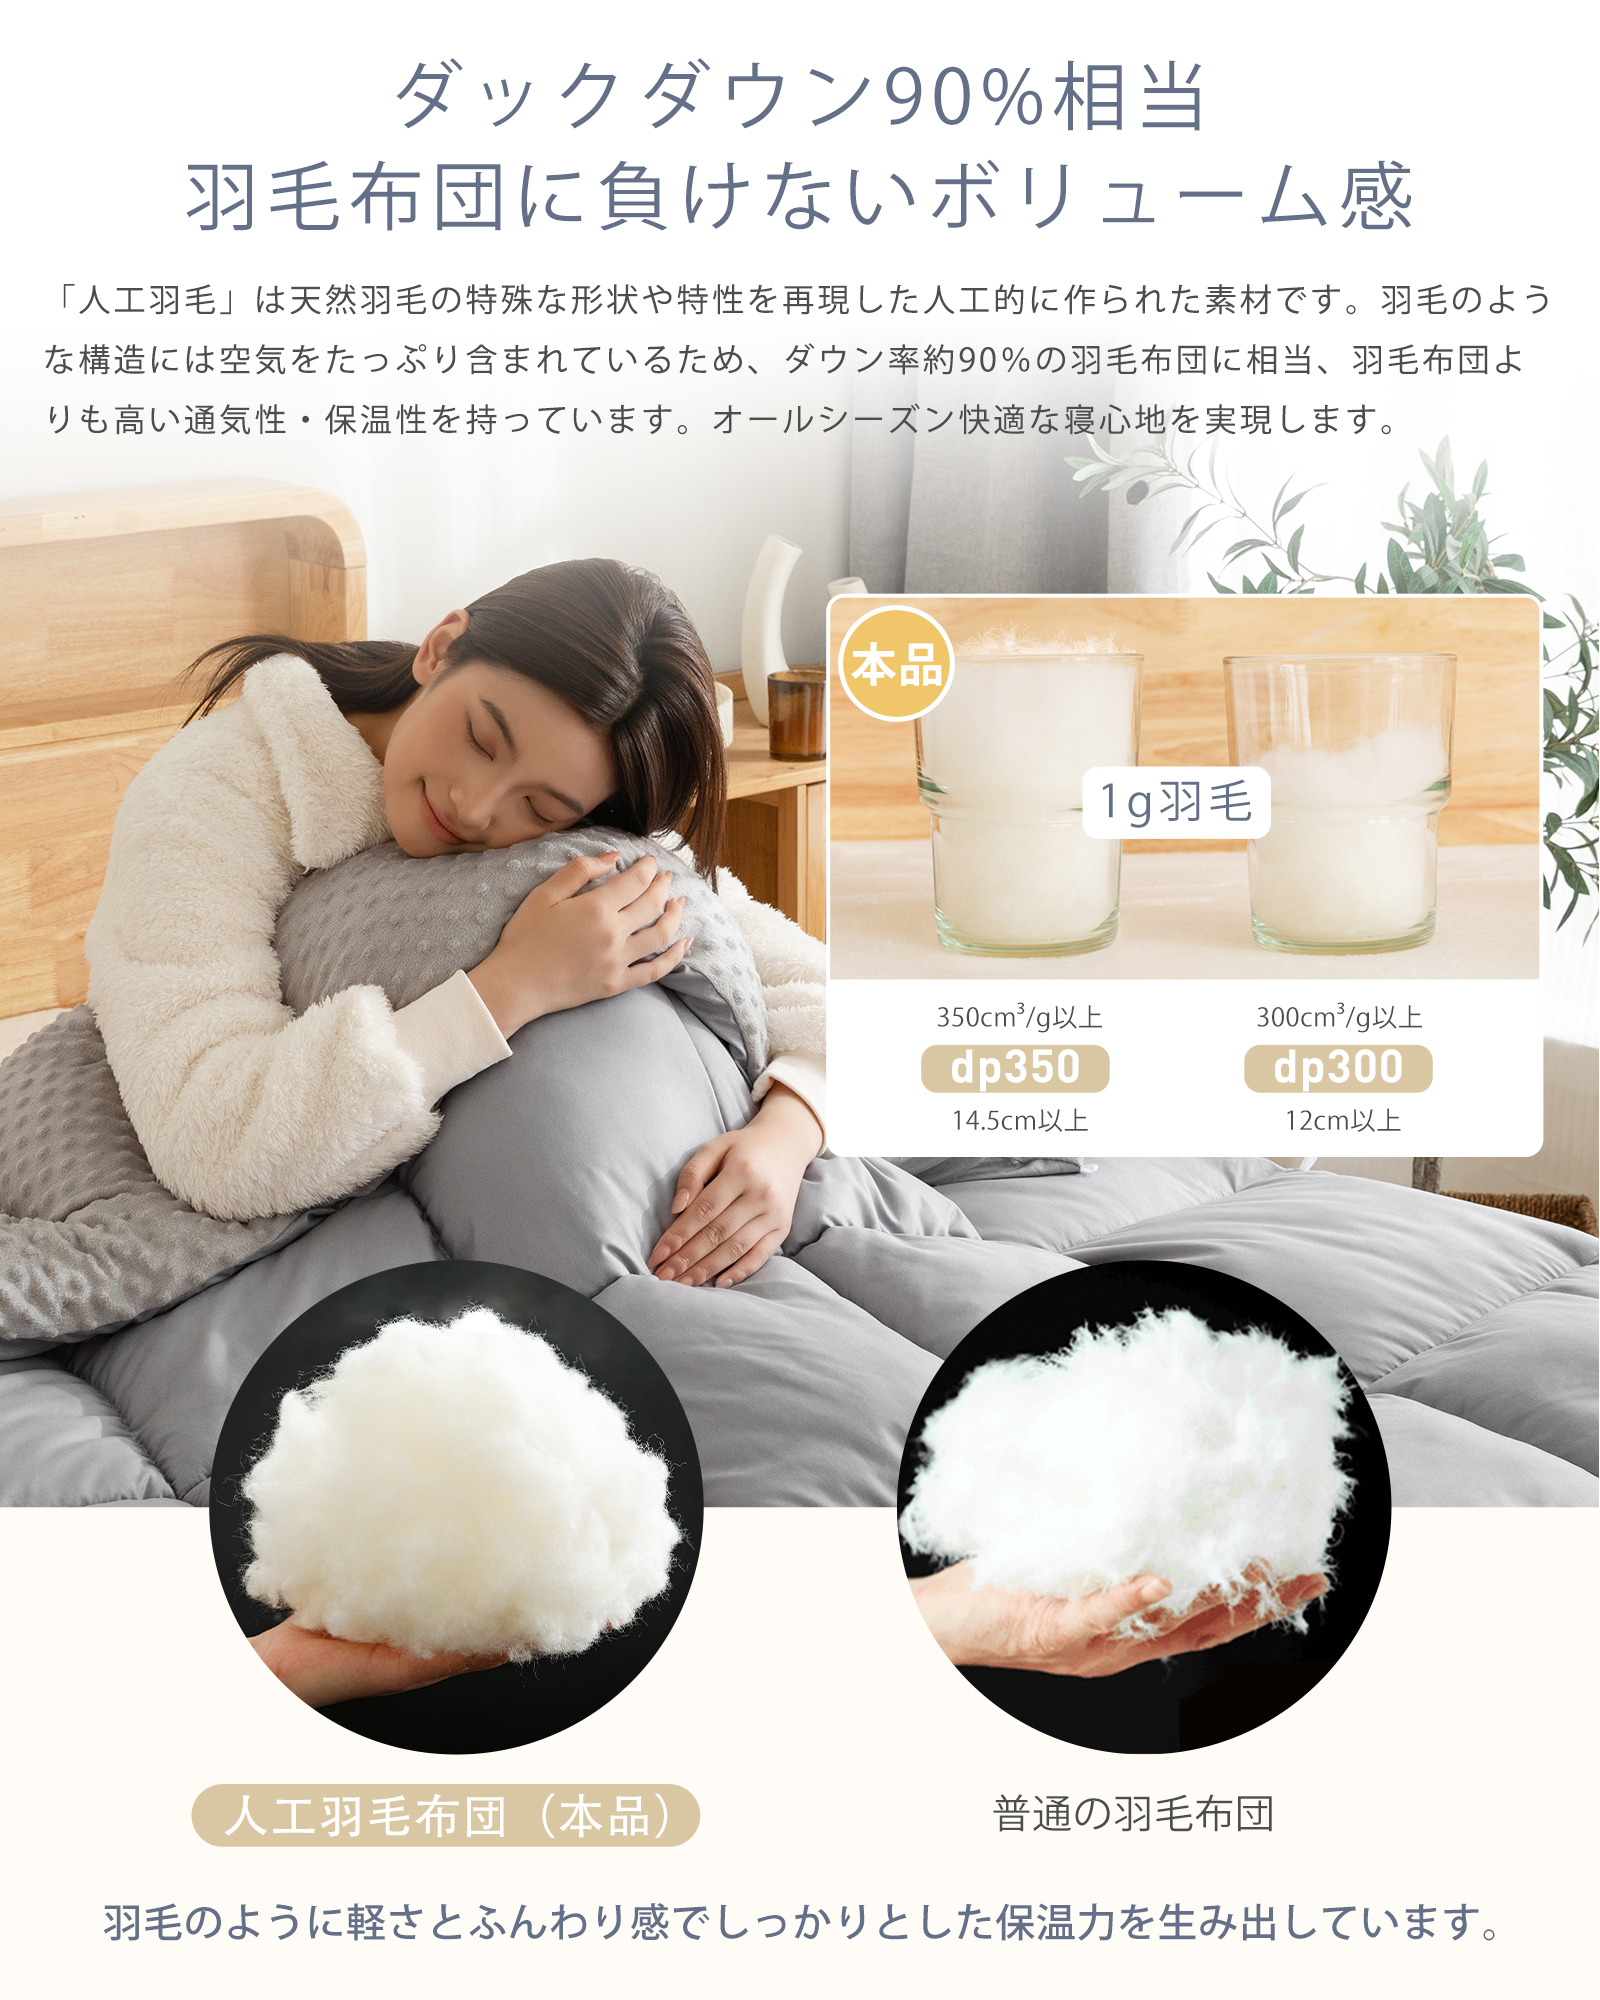 ダックダウン90%相当
羽毛布団に負けないボリューム感
「人工羽毛」は天然羽毛の特殊な形状や特性を再現した人工的に作られた素材です。羽毛のよう
な構造には空気をたっぷり含まれているため、ダウン率約90%の羽毛布団に相当、羽毛布団よ
りも高い通気性・保温性を持っています。オールシーズン快適な寝心地を実現します。
本品
1g羽毛
350cm³/g以上
300cm³/g以上
dp350
dp300
14.5cm以上
12cm以上
人工羽毛布団（本品）
普通の羽毛布団
羽毛のように軽さとふんわり感でしっかりとした保温力を生み出しています。